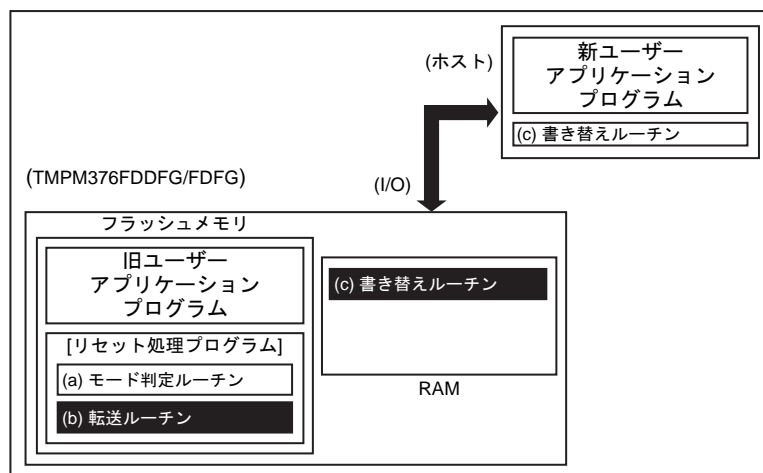 (ホスト)
新ユーザー
アプリケーション
プログラム
(c) 書き替えルーチン
(TMPM376FDDFG/FDFG)
(I/O)
フラッシュメモリ
旧ユーザー
アプリケーション
プログラム
[リセット処理プログラム]
(a) モード判定ルーチン
(b) 転送ルーチン
(c) 書き替えルーチン
RAM